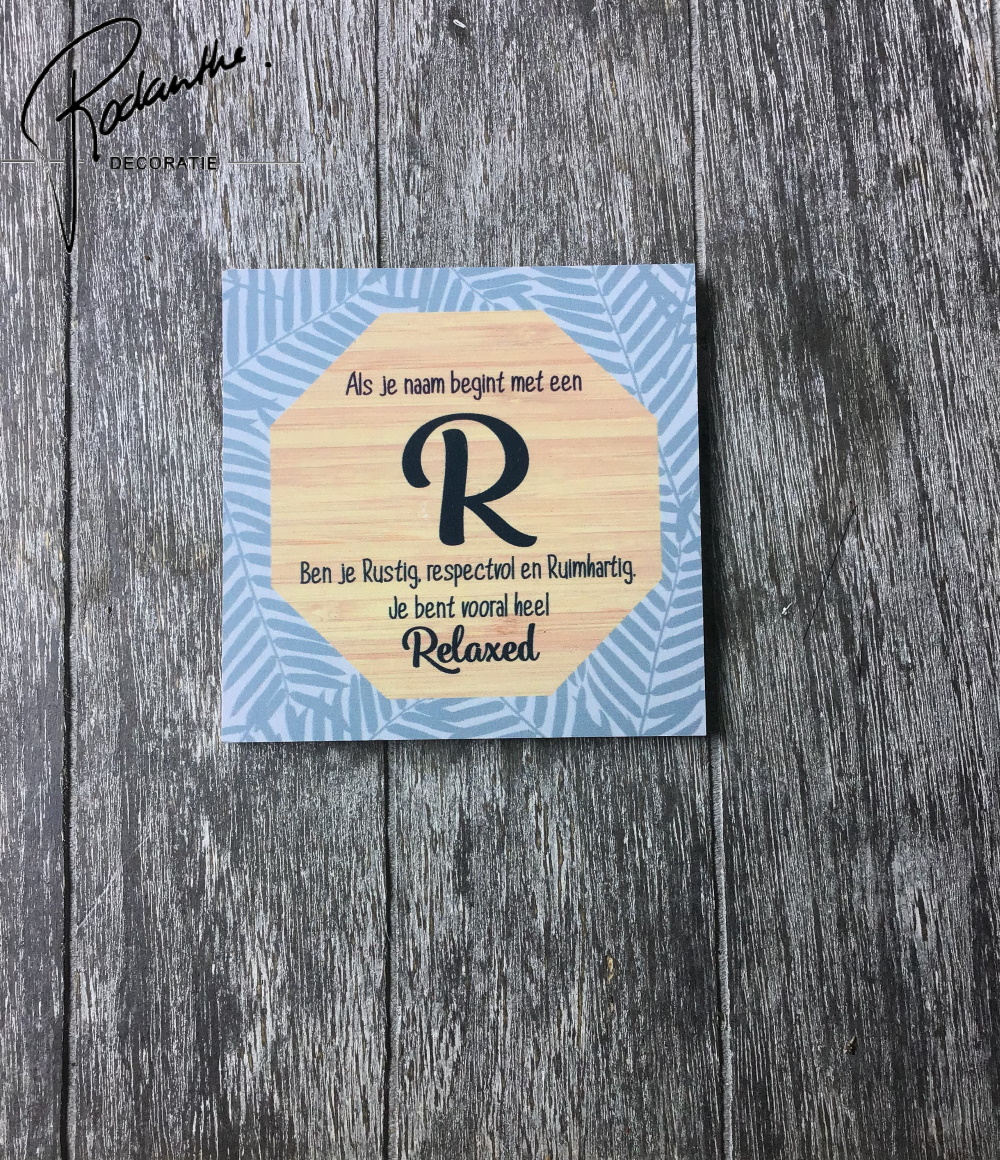 Rodanthe.
DECORATIE
Als je naam begint met een
R
Ben je Rustig, respectvol en Ruimhartig.
Je bent vooral heel
Relaxed